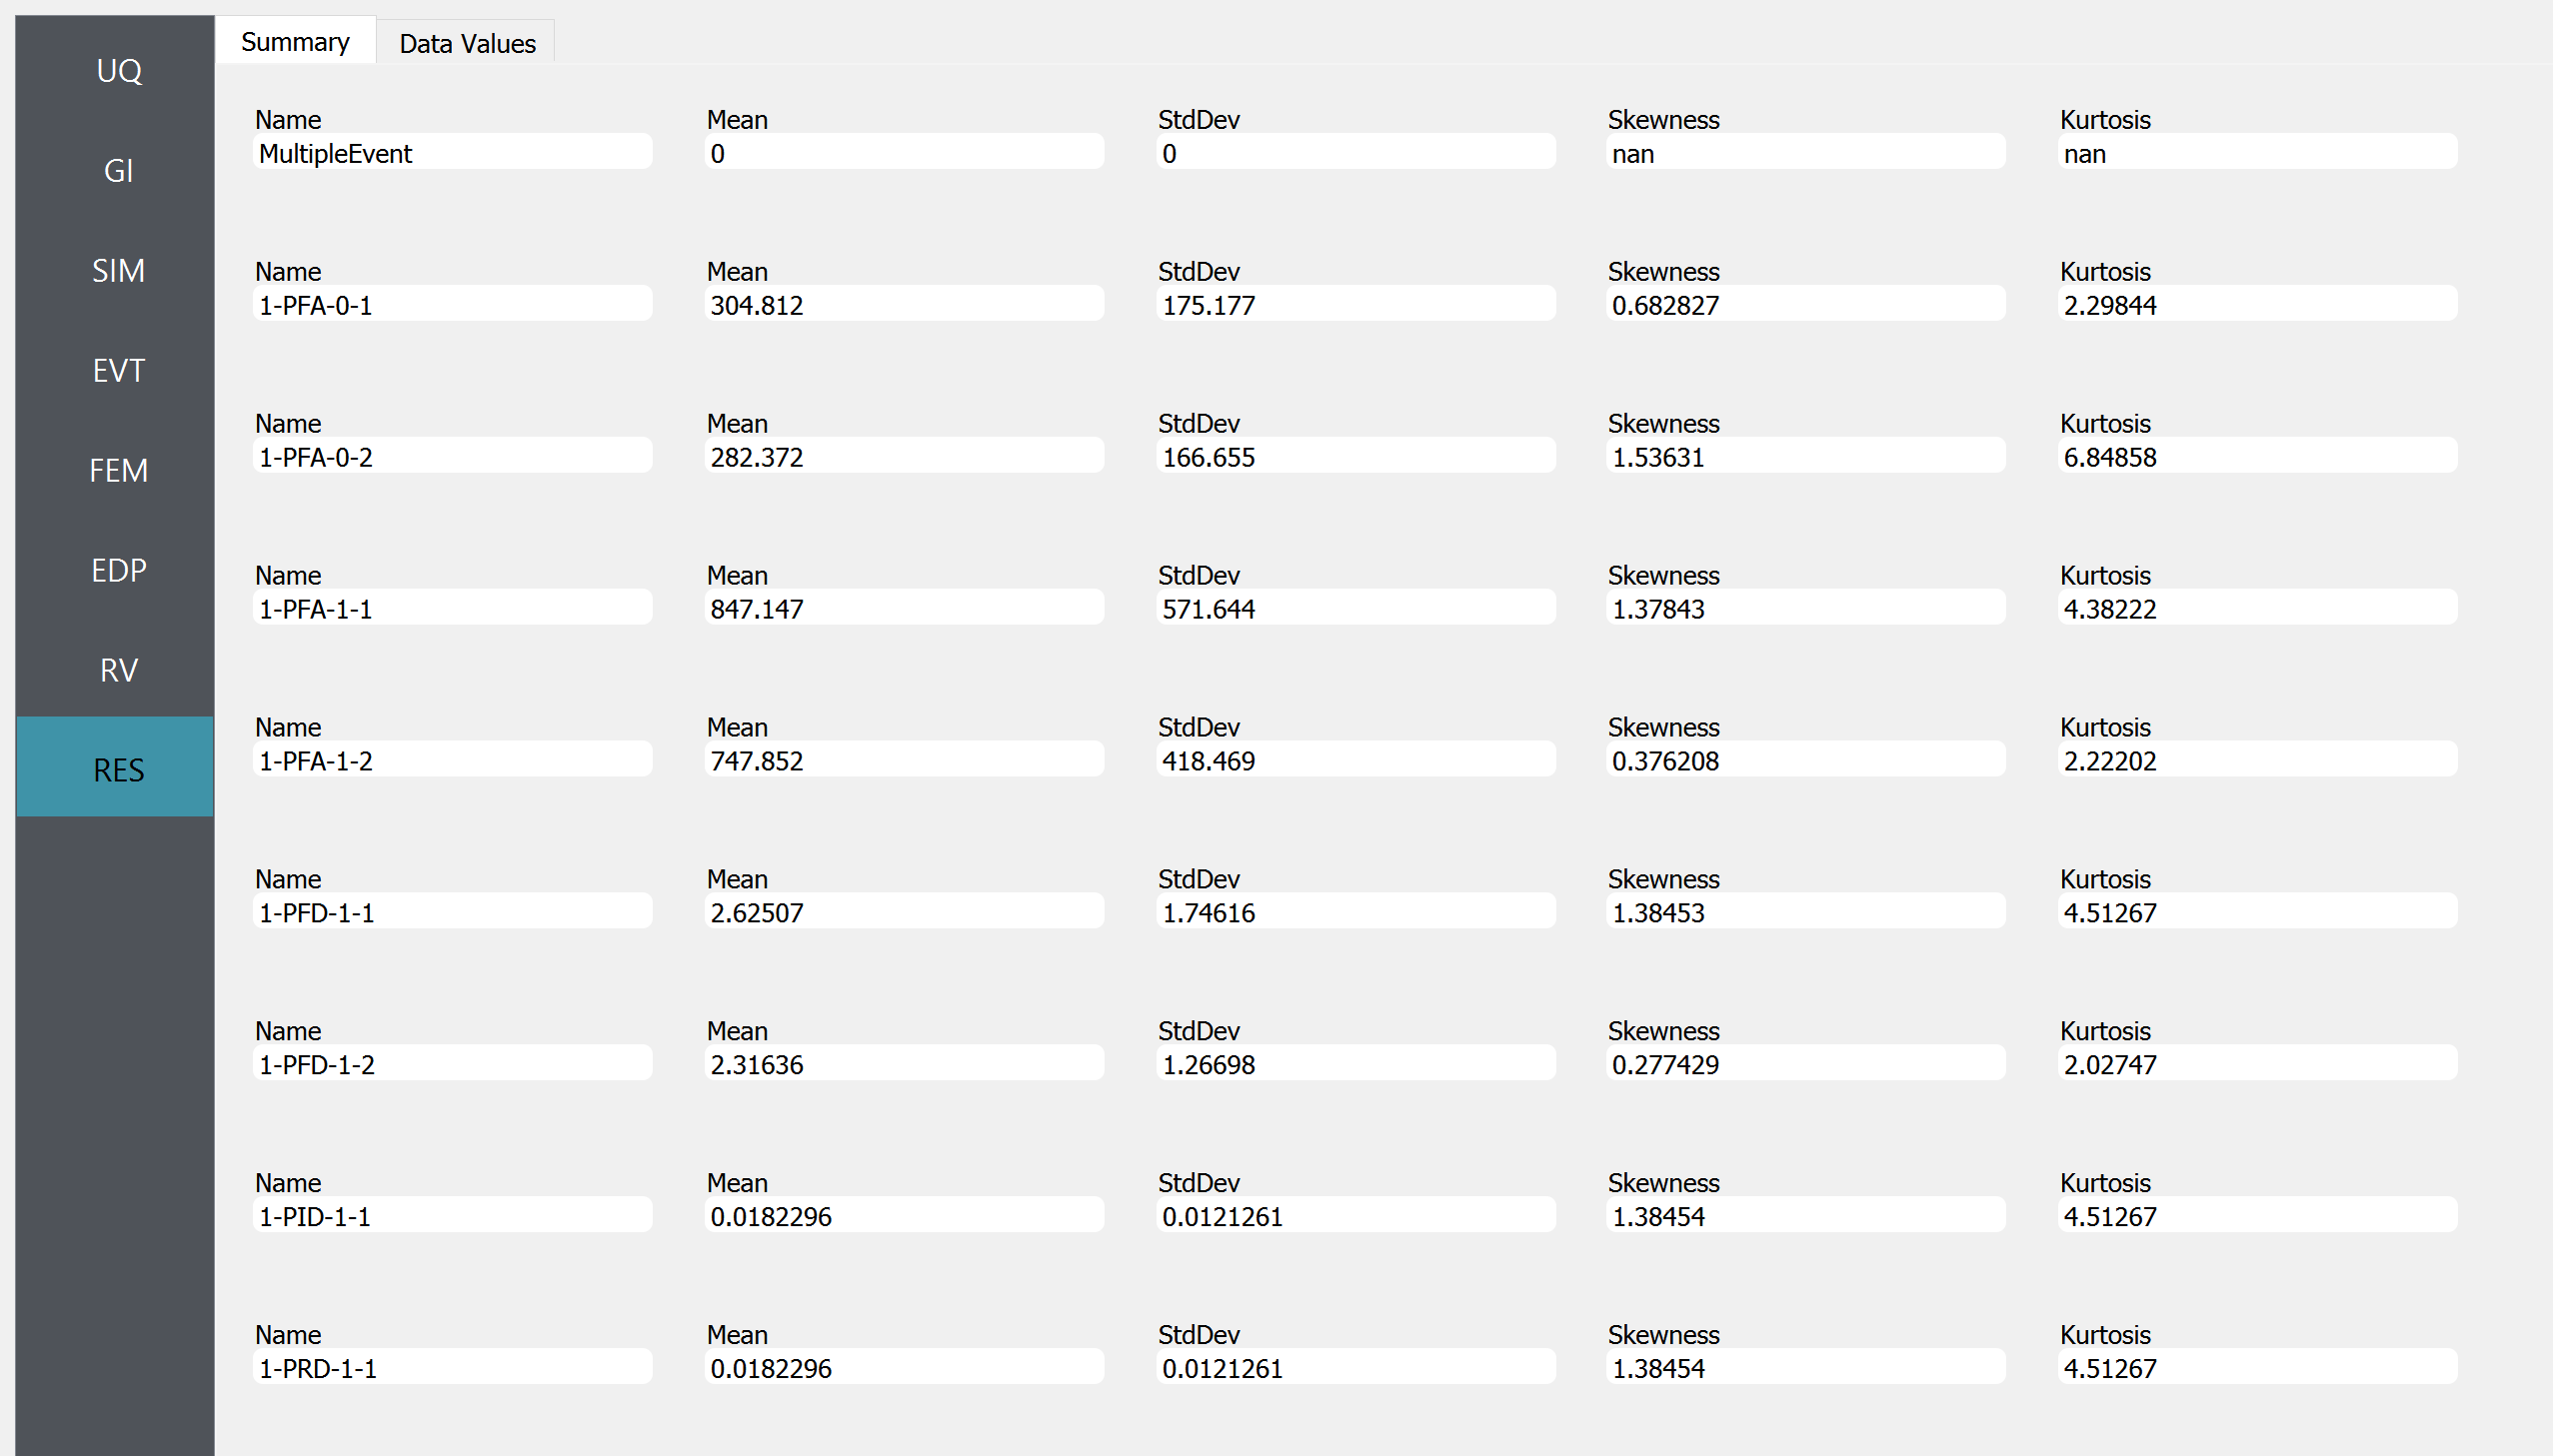 Summary
Data Values
UQ
GI
SIM
EVT
FEM
EDP
RV
RES
Name Mean StdDev Skewness Kurtosis
MultipleEvent 0 0 nan nan
Name Mean StdDev Skewness Kurtosis
1-PFA-0-1 304.812 175.177 0.682827 2.29844
Name Mean StdDev Skewness Kurtosis
1-PFA-0-2 282.372 166.655 1.53631 6.84858
Name Mean StdDev Skewness Kurtosis
1-PFA-1-1 847.147 571.644 1.37843 4.38222
Name Mean StdDev Skewness Kurtosis
1-PFA-1-2 747.852 418.469 0.376208 2.22202
Name Mean StdDev Skewness Kurtosis
1-PFD-1-1 2.62507 1.74616 1.38453 4.51267
Name Mean StdDev Skewness Kurtosis
1-PFD-1-2 2.31636 1.26698 0.277429 2.02747
Name Mean StdDev Skewness Kurtosis
1-PID-1-1 0.0182296 0.0121261 1.38454 4.51267
Name Mean StdDev Skewness Kurtosis
1-PRD-1-1 0.0182296 0.0121261 1.38454 4.51267